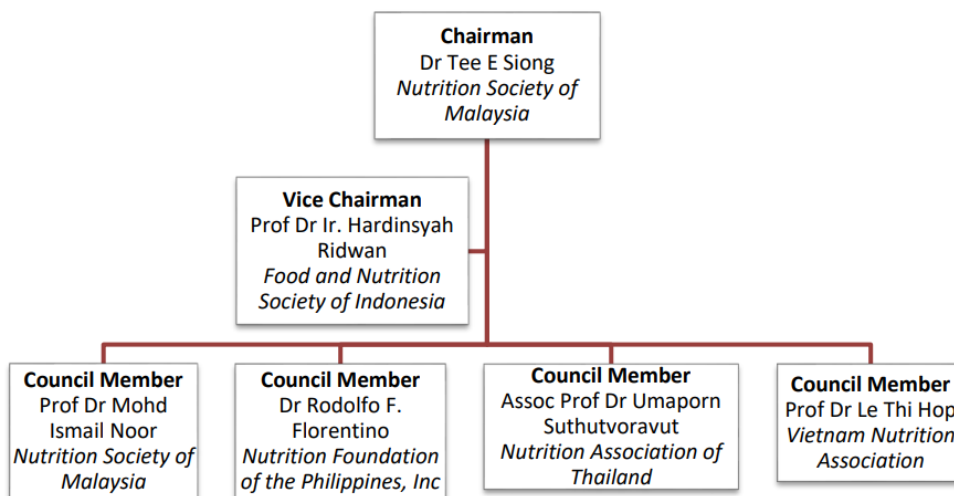 Chairman
Dr Tee E Siong
Nutrition Society of
Malaysia
Vice Chairman
Prof Dr Ir. Hardinsyah
Ridwan
Food and Nutrition
Society of Indonesia
Council Member
Prof Dr Mohd
Ismail Noor
Nutrition Society of
Malaysia
Council Member
Dr Rodolfo F.
Florentino
Nutrition Foundation
of the Philippines, Inc
Council Member
Assoc Prof Dr Umaporn
Suthutvoravut
Nutrition Association of
Thailand
Council Member
Prof Dr Le Thi Hop
Vietnam Nutrition
Association